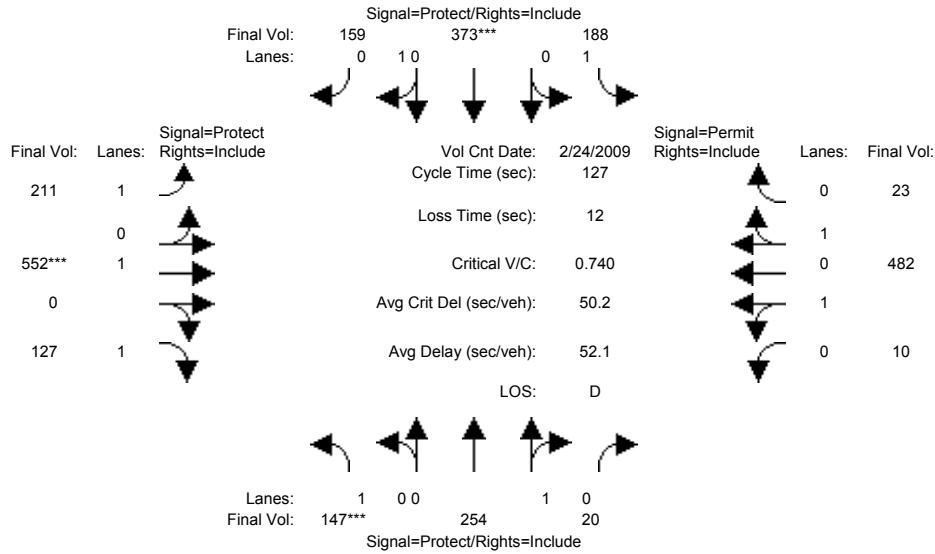 Signal=Protect/Rights=Include
Final Vol: 159 373*** 188
Lanes: 0 1 0 0 1
Signal=Protect Signal=Permit
Final Vol: Lanes: Rights=Include Vol Cnt Date: 2/24/2009 Rights=Include Lanes: Final Vol:
Cycle Time (sec): 127
211 1 0 23
Loss Time (sec): 12
0 1
552*** 1 Critical V/C: 0.740 0 482
0 Avg Crit Del (sec/veh): 50.2 1
127 1 Avg Delay (sec/veh): 52.1 0 10
LOS: D
Lanes: 1 0 0 1 0
Final Vol: 147*** 254 20
Signal=Protect/Rights=Include